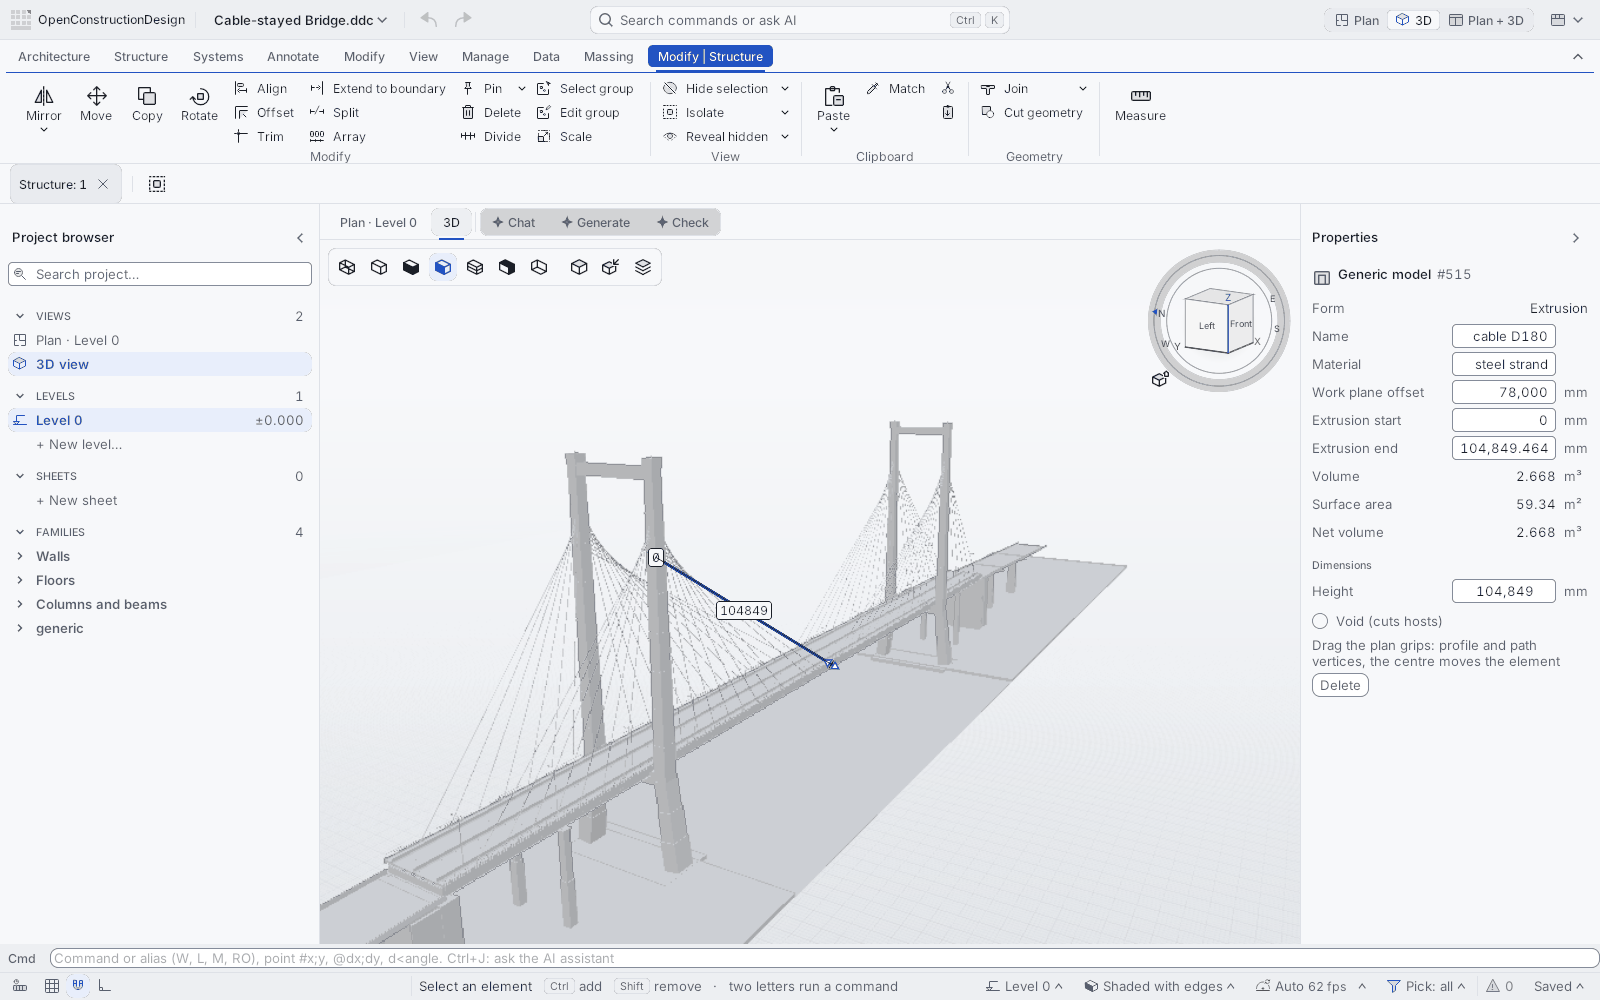 OpenConstructionDesign Cable-stayed Bridge.ddc Search commands or ask AI Ctrl K Plan 3D Plan + 3D
Architecture Structure Systems Annotate Modify View Manage Data Massing Modify | Structure
Align Extend to boundary Pin Select group Hide selection Match Join
Mirror Move Copy Rotate Offset Split Delete Edit group Isolate Paste Cut geometry Measure
Trim Array Divide Scale Reveal hidden
Modify View Clipboard Geometry
Structure: 1
Plan · Level 0 3D Chat Generate Check
Project browser
Search project...
VIEWS 2
Plan · Level 0
3D view
LEVELS 1
Level 0 ±0.000
+ New level...
SHEETS 0
+ New sheet
FAMILIES 4
Walls
Floors
Columns and beams
generic
Z E N Left Front S W Y X
0
104849
Properties
Generic model #515
Form Extrusion
Name cable D180
Material steel strand
Work plane offset 78,000 mm
Extrusion start 0 mm
Extrusion end 104,849.464 mm
Volume 2.668 m³
Surface area 59.34 m²
Net volume 2.668 m³
Dimensions
Height 104,849 mm
Void (cuts hosts)
Drag the plan grips: profile and path
vertices, the centre moves the element
Delete
Cmd Command or alias (W, L, M, RO), point #x;y, @dx;dy, d<angle. Ctrl+J: ask the AI assistant
Select an element Ctrl add Shift remove · two letters run a command Level 0 Shaded with edges Auto 62 fps Pick: all 0 Saved